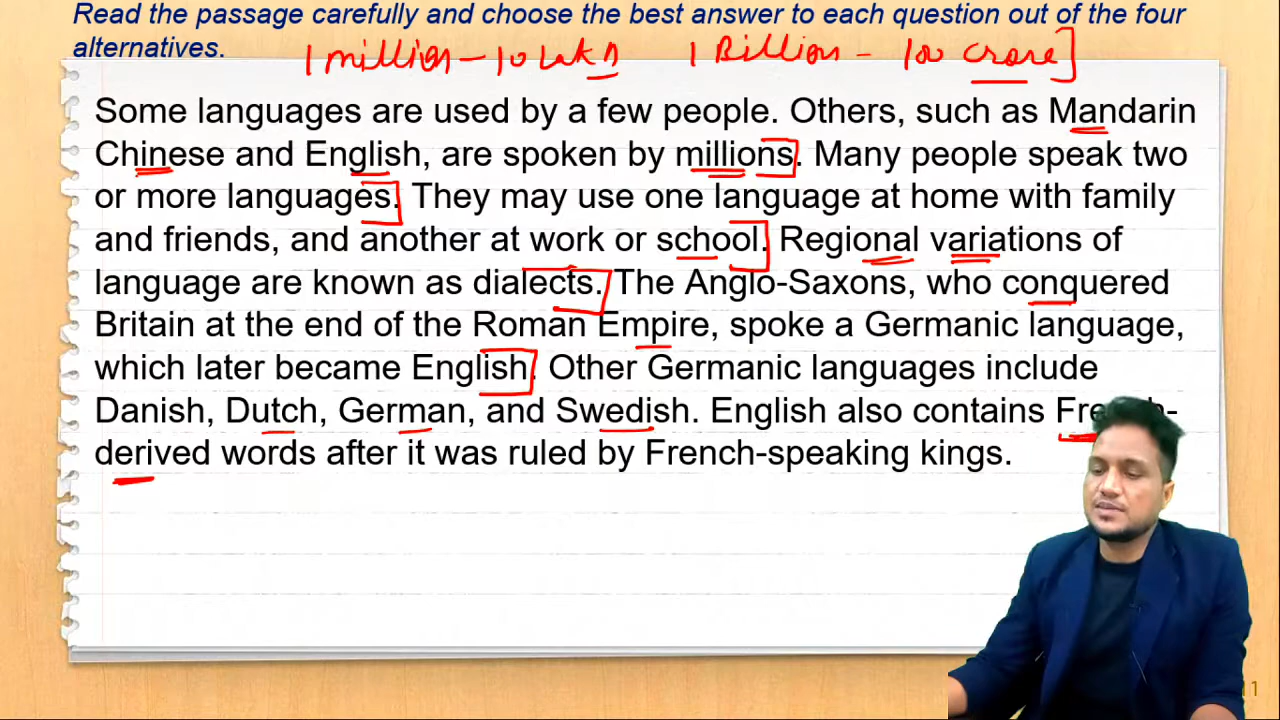 Read the passage carefully and choose the best answer to each question out of the four
alternatives.
1 million - 10 Lakh 1 Billion - 100 crore]
Some languages are used by a few people. Others, such as Mandarin
Chinese and English, are spoken by millions. Many people speak two
or more languages. They may use one language at home with family
and friends, and another at work or school. Regional variations of
language are known as dialects. The Anglo-Saxons, who conquered
Britain at the end of the Roman Empire, spoke a Germanic language,
which later became English. Other Germanic languages include
Danish, Dutch, German, and Swedish. English also contains French-
derived words after it was ruled by French-speaking kings.
11